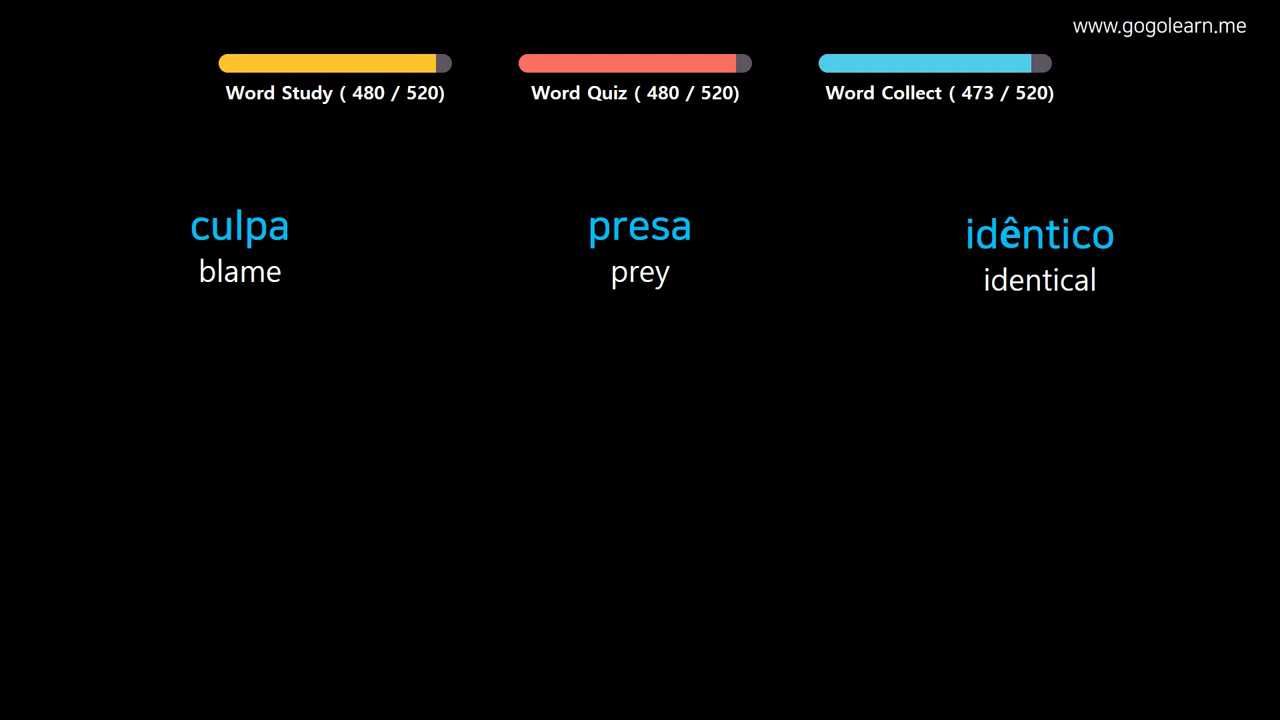 www.gogolearn.me
Word Study ( 480 / 520)
Word Quiz ( 480 / 520)
Word Collect ( 473 / 520)
culpa
blame
presa
prey
idêntico
identical